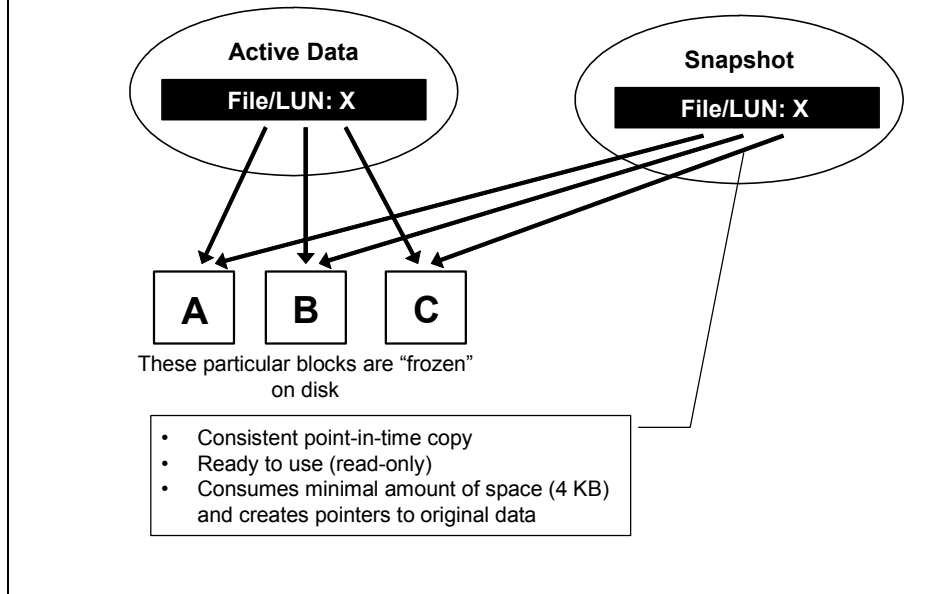 Active Data
File/LUN: X
Snapshot
File/LUN: X
A
B
C
These particular blocks are “frozen”
on disk
• Consistent point-in-time copy
• Ready to use (read-only)
• Consumes minimal amount of space (4 KB)
and creates pointers to original data